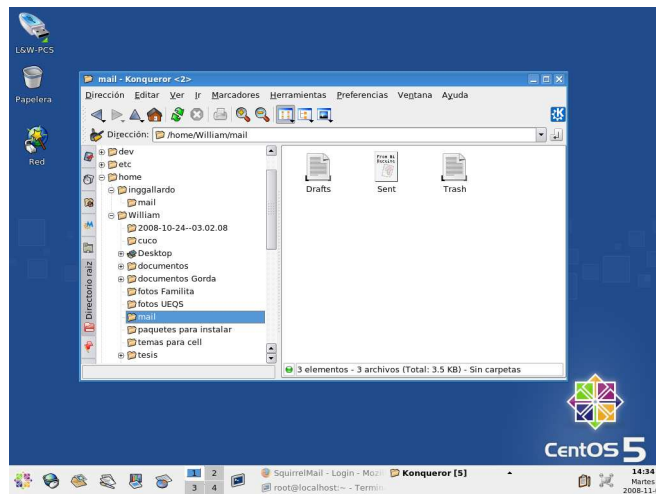 L&W-PCS
Papelera
Red
mail - Konqueror <2>
Dirección Editar Ver Ir Marcadores Herramientas Preferencias Ventana Ayuda
Dirección: /home/William/mail
Directorio raiz
dev
etc
home
inggallardo
mail
William
2008-10-24--03.02.08
cuco
Desktop
documentos
documentos Gorda
fotos Familita
fotos UEQS
mail
paquetes para instalar
temas para cell
tesis
Drafts Sent Trash
3 elementos - 3 archivos (Total: 3.5 KB) - Sin carpetas
CentOS 5
1 2
3 4
SquirrelMail - Login - Mozi
Konqueror [5]
root@localhost:~ - Termin
14:34
Martes
2008-11-